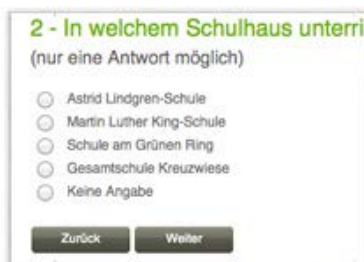 2 - In welchem Schulhaus unterri
(nur eine Antwort möglich)
Astrid Lindgren-Schule
Martin Luther King-Schule
Schule am Grünen Ring
Gesamtschule Kreuzwiese
Keine Angabe
Zurück Weiter